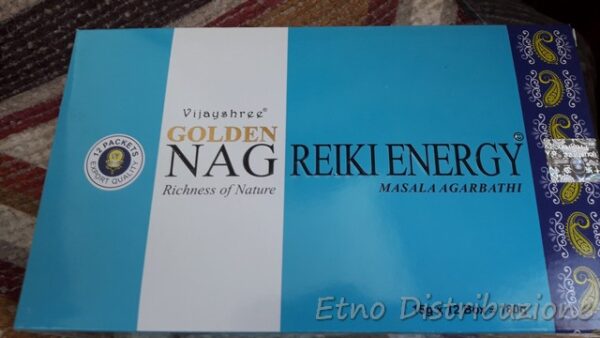 Vijayshree®
GOLDEN
NAG
Richness of Nature
REIKI ENERGY®
MASALA AGARBATHI
12 PACKETS
EXPORT QUALITY
Etno Distribuzione